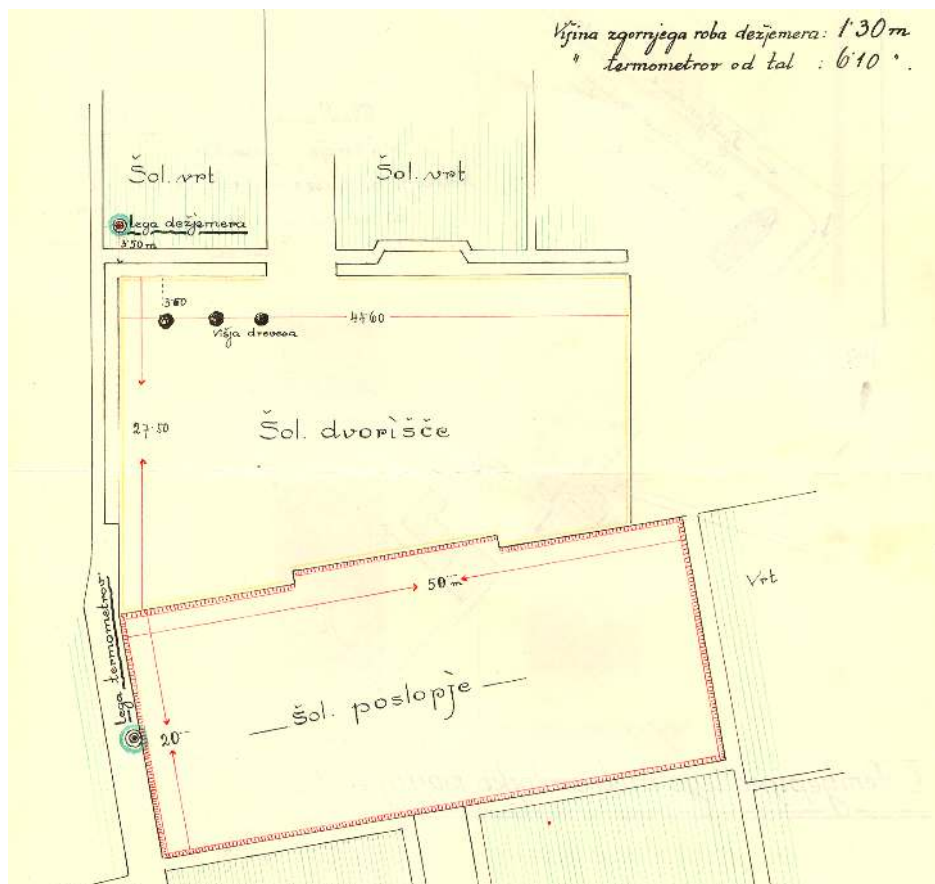 Višina zgornjega roba dežjemera: 1'30 m
" termometrov od tal : 6'10 ".
Šol. vrt
Šol. vrt
Lega dežjemera
3'50 m
3'60
44'60
Višja drevesa
27'50
Šol. dvorišče
50 m
Vrt
Lega termometrov
Šol. poslopje
20